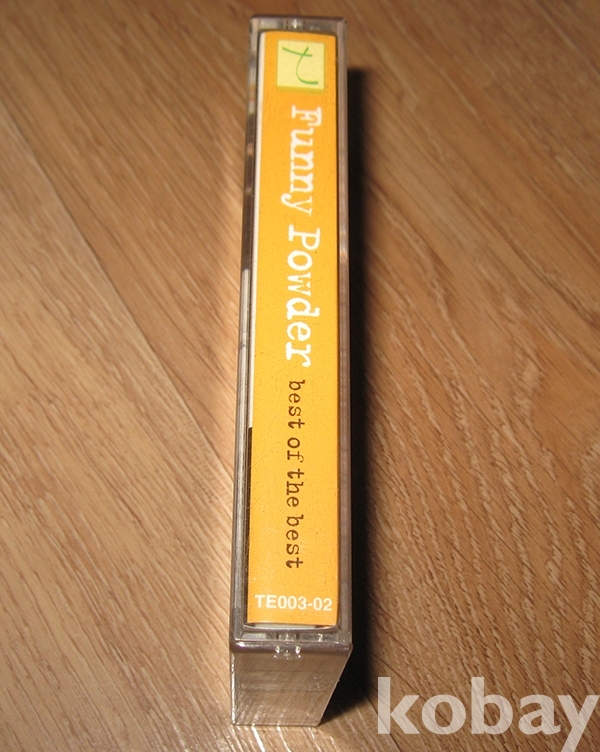 Funny Powder best of the best
TE003-02
kobay